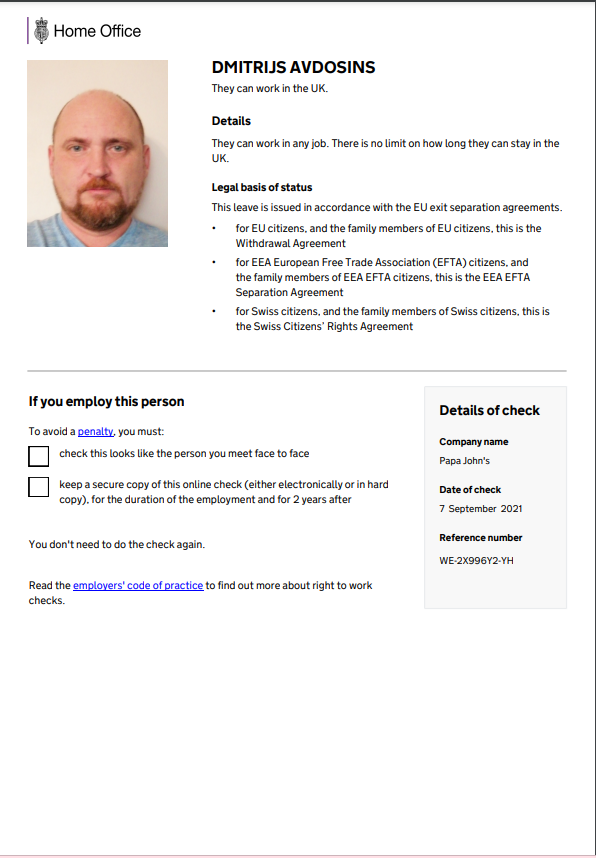 Home Office
DMITRIJS AVDOSINS
They can work in the UK.
Details
They can work in any job. There is no limit on how long they can stay in the
UK.
Legal basis of status
This leave is issued in accordance with the EU exit separation agreements.
• for EU citizens, and the family members of EU citizens, this is the
Withdrawal Agreement
• for EEA European Free Trade Association (EFTA) citizens, and
the family members of EEA EFTA citizens, this is the EEA EFTA
Separation Agreement
• for Swiss citizens, and the family members of Swiss citizens, this is
the Swiss Citizens' Rights Agreement
If you employ this person
To avoid a penalty, you must:
check this looks like the person you meet face to face
keep a secure copy of this online check (either electronically or in hard
copy), for the duration of the employment and for 2 years after
You don't need to do the check again.
Read the employers' code of practice to find out more about right to work
checks.
Details of check
Company name
Papa John's
Date of check
7 September 2021
Reference number
WE-2X996Y2-YH